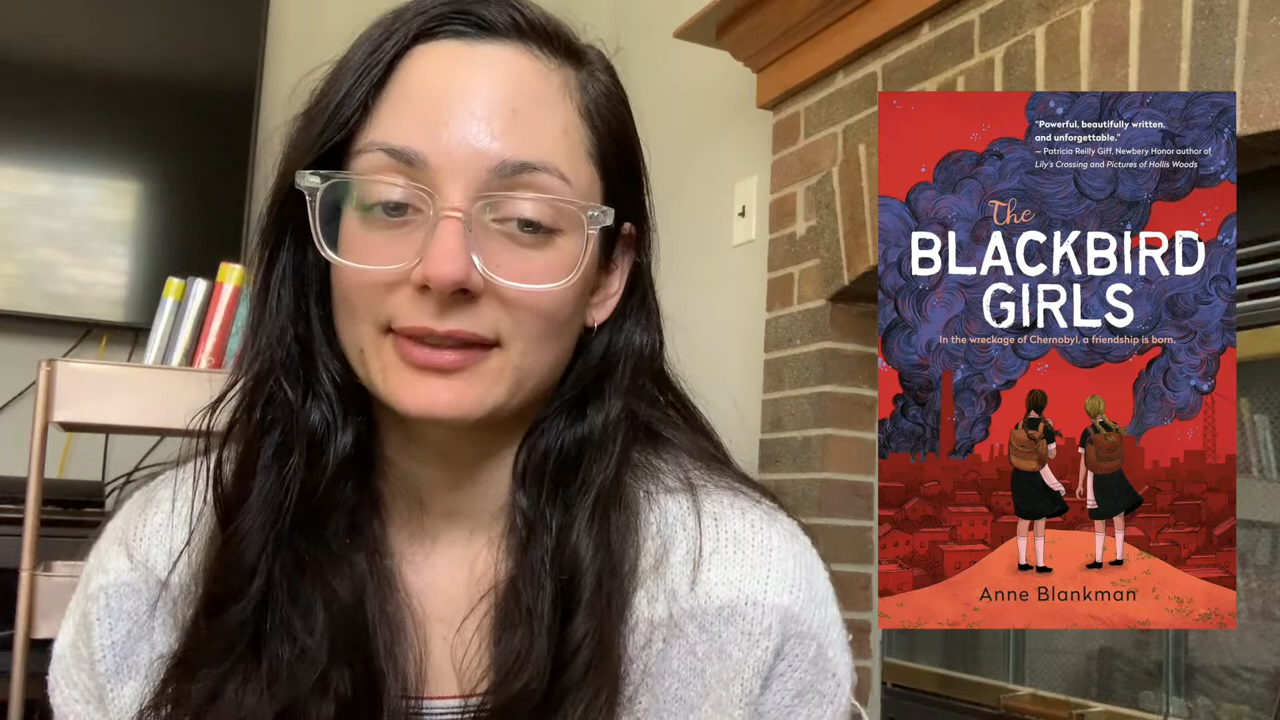 "Powerful, beautifully written,
and unforgettable."
— Patricia Reilly Giff, Newbery Honor author of
Lily's Crossing and Pictures of Hollis Woods
The
BLACKBIRD
GIRLS
In the wreckage of Chernobyl, a friendship is born.
Anne Blankman